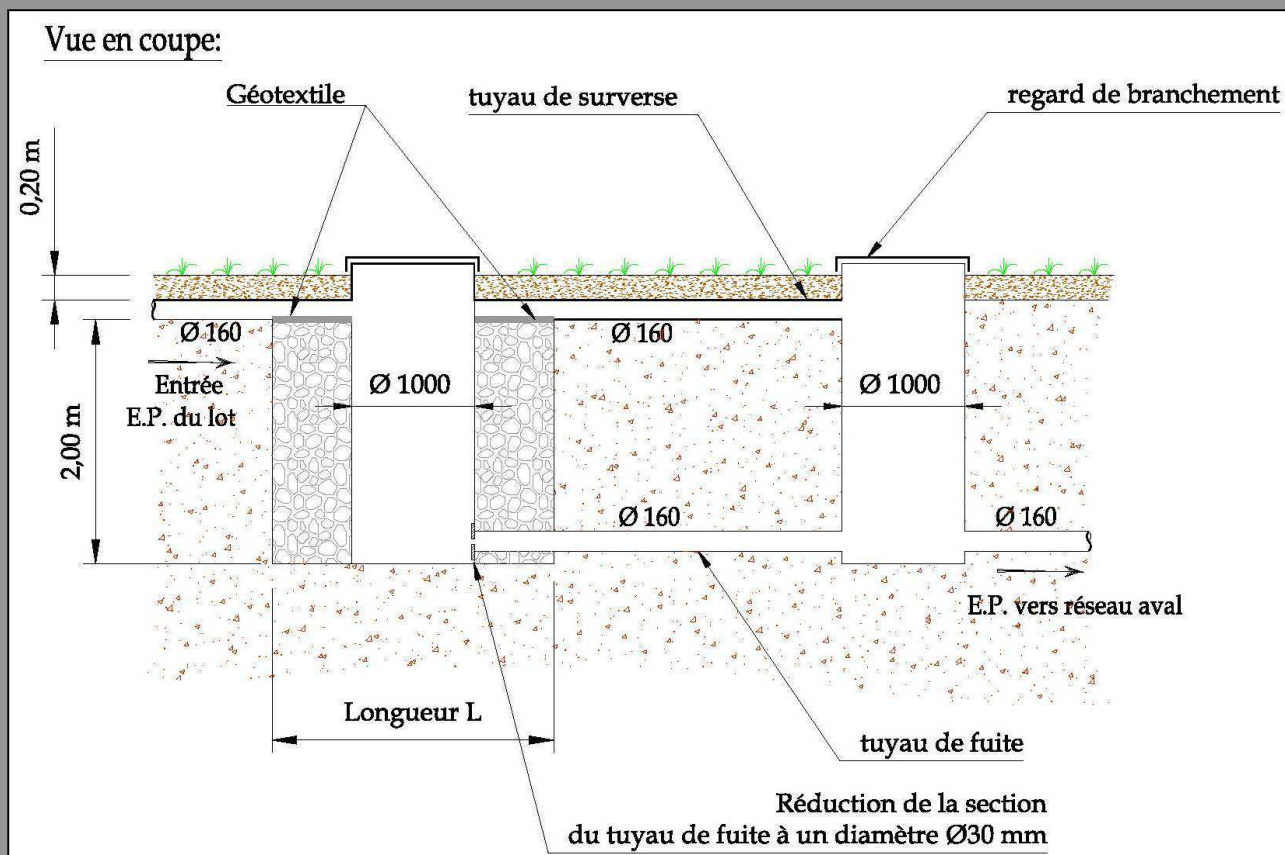 Vue en coupe:
Géotextile
tuyau de surverse
regard de branchement
0,20 m
Ø 160
Ø 160
Entrée
E.P. du lot
Ø 1000
Ø 1000
2,00 m
Ø 160
Ø 160
E.P. vers réseau aval
Longueur L
tuyau de fuite
Réduction de la section
du tuyau de fuite à un diamètre Ø30 mm